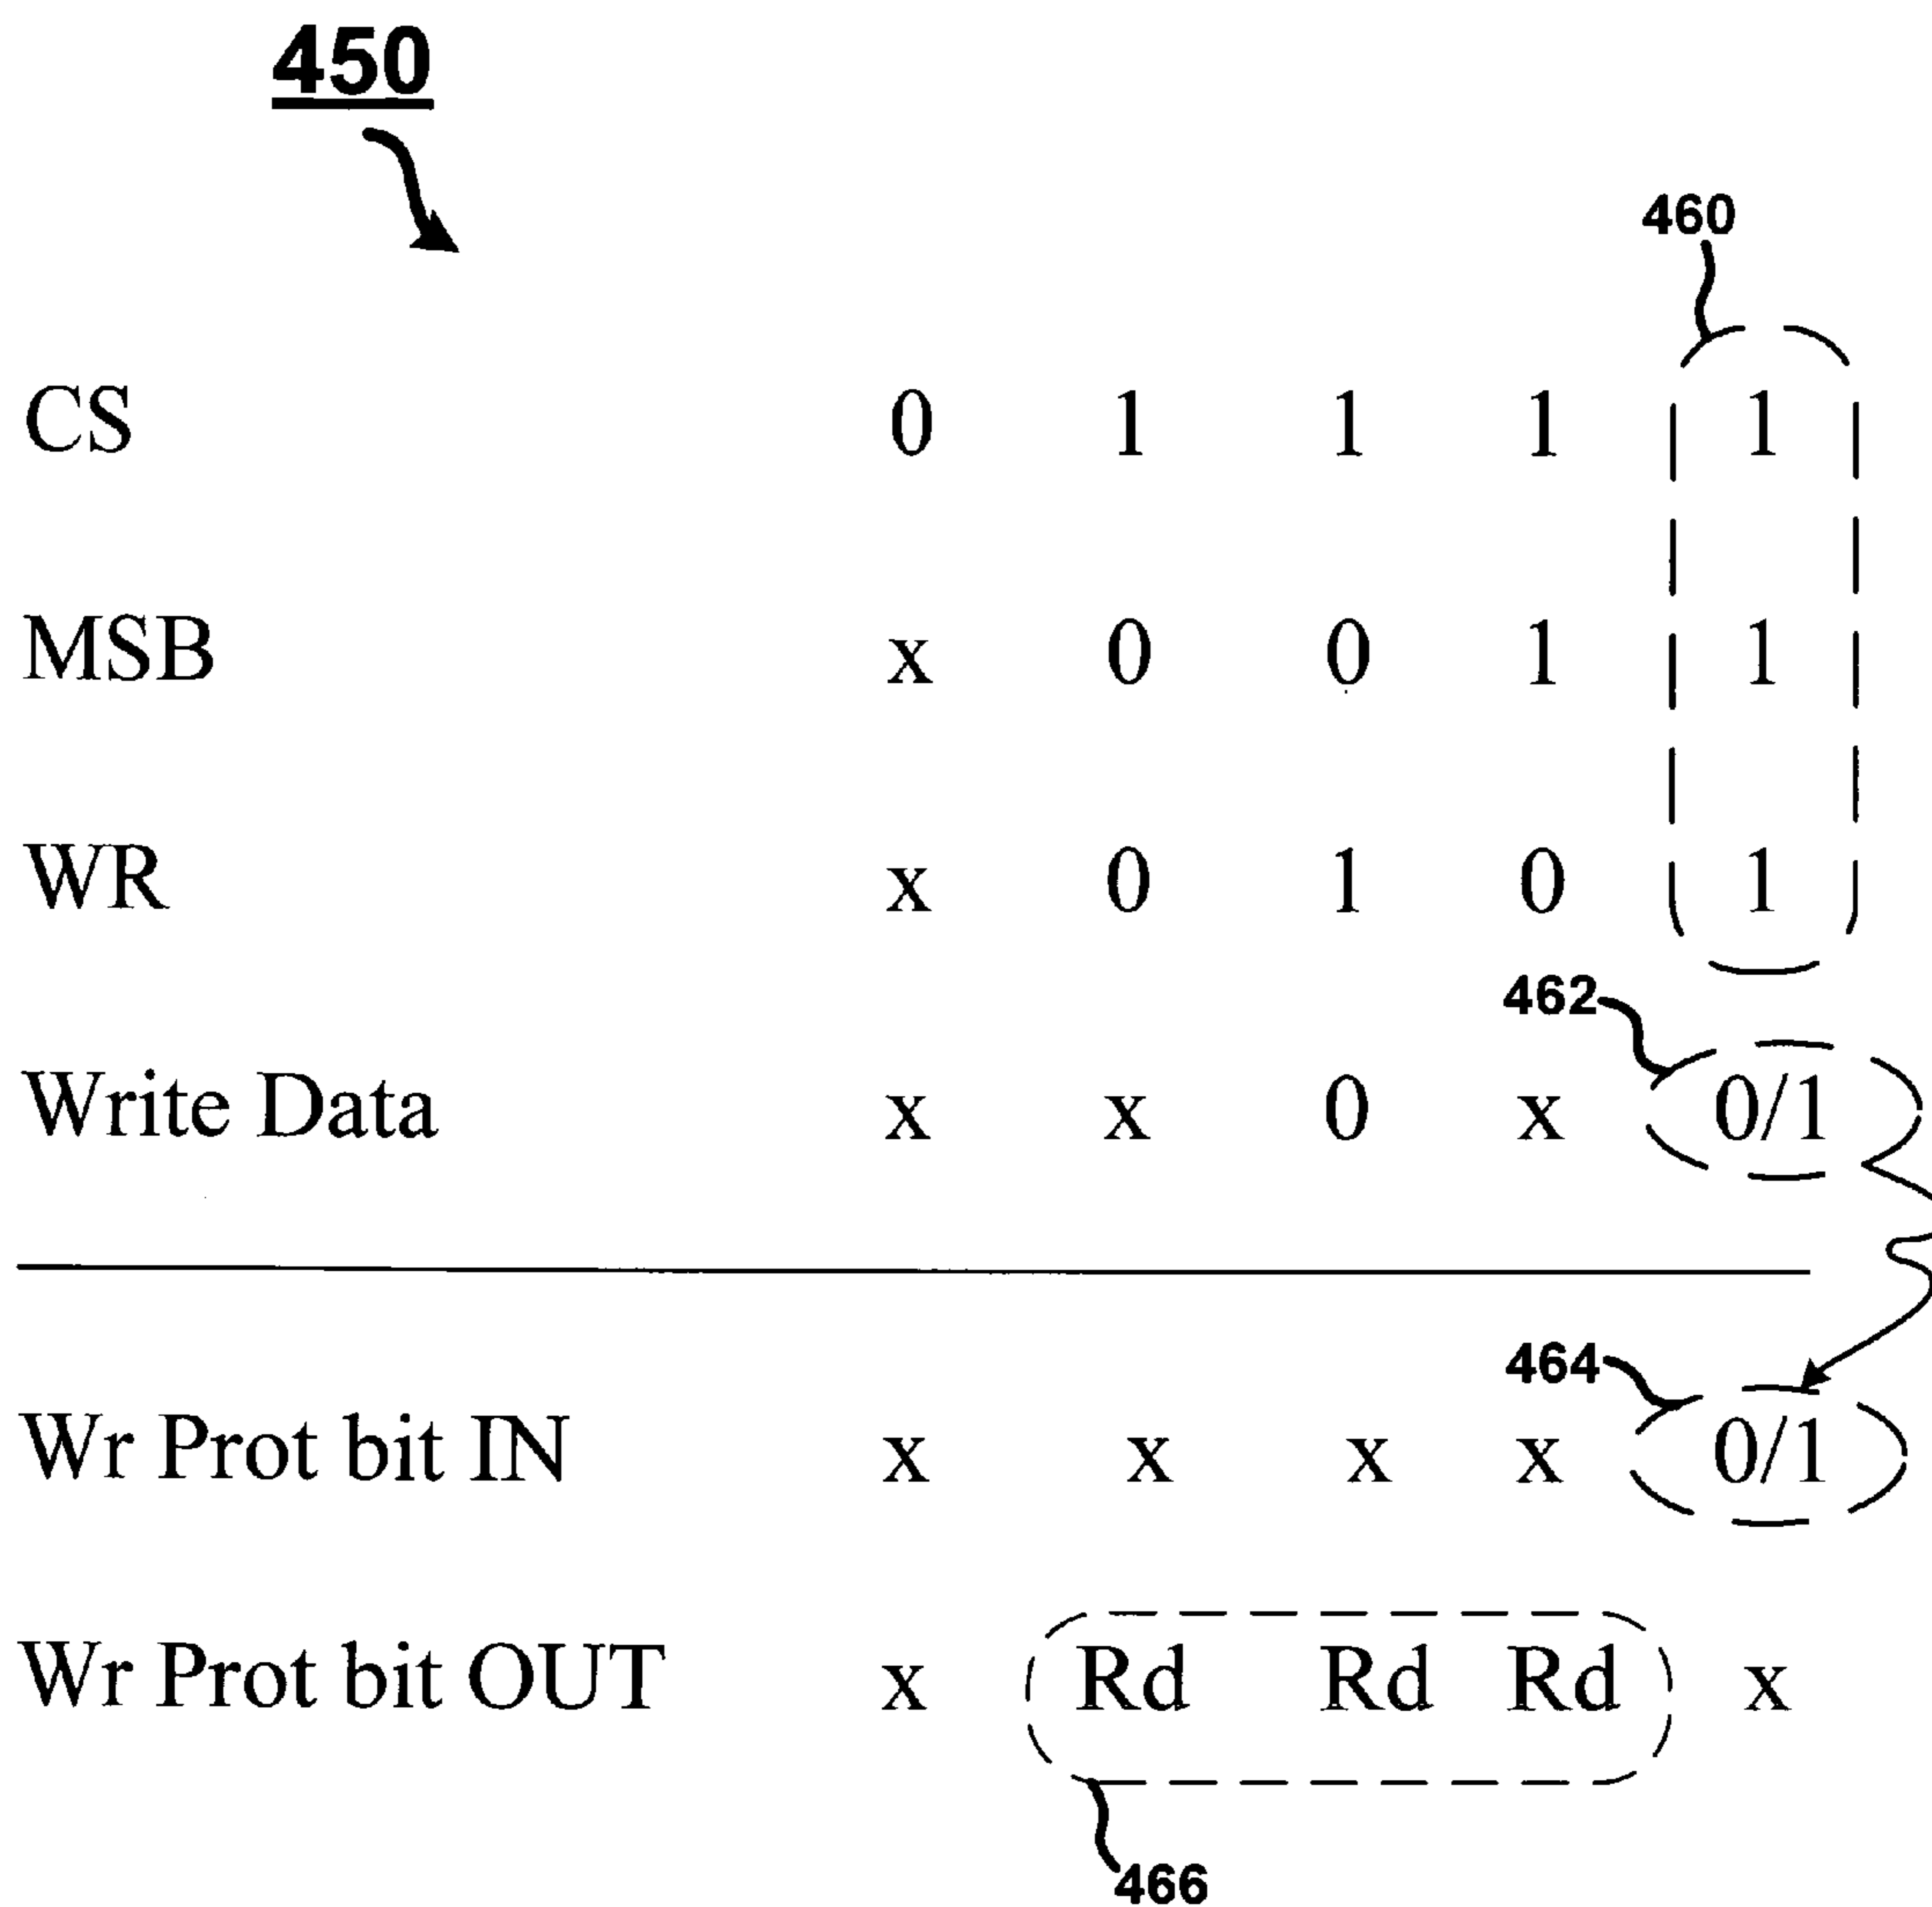 450
460
CS 0 1 1 1 1
MSB x 0 0 1 1
WR x 0 1 0 1
462
Write Data x x 0 x 0/1
464
Wr Prot bit IN x x x x 0/1
Wr Prot bit OUT x Rd Rd Rd x
466